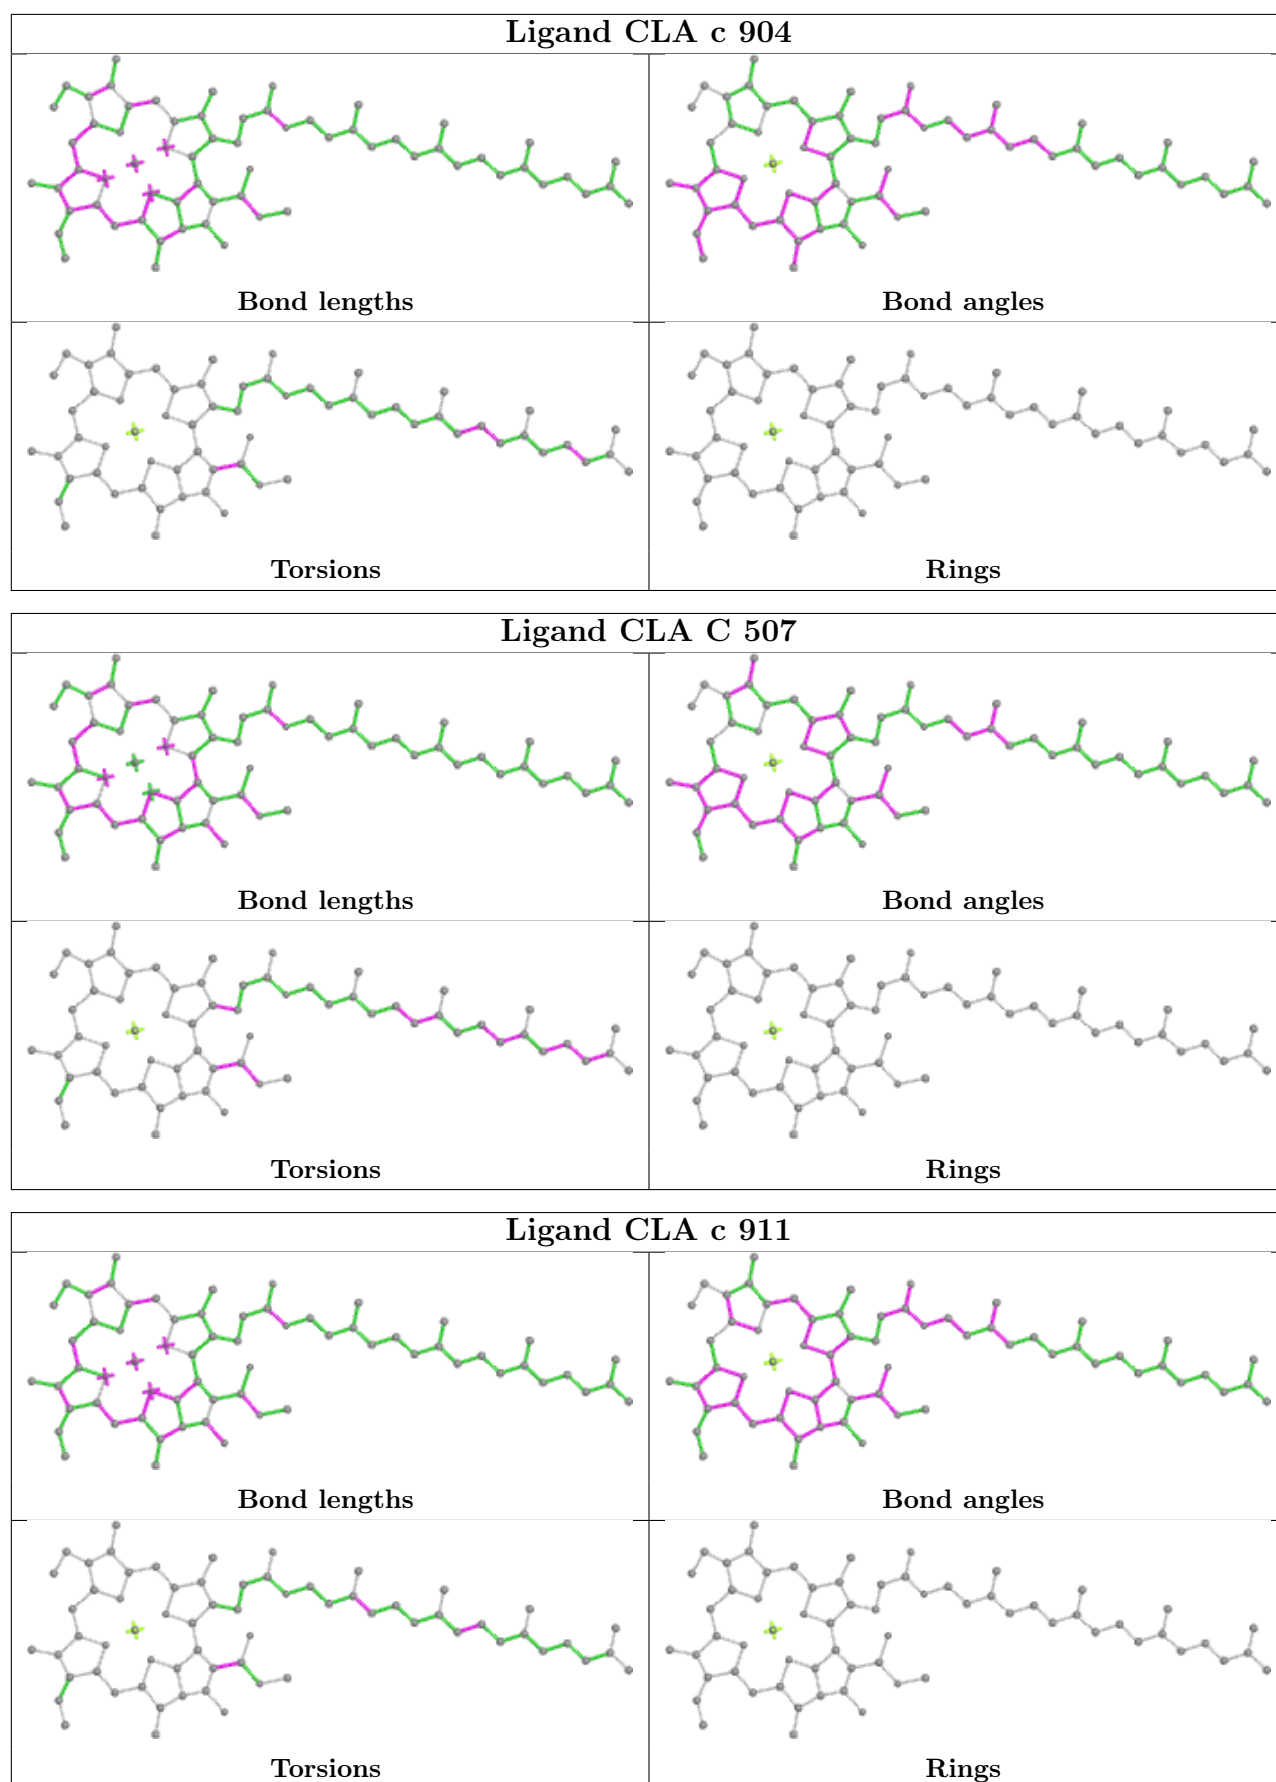 Ligand CLA c 904
Bond lengths
Bond angles
Torsions
Rings
Ligand CLA C 507
Bond lengths
Bond angles
Torsions
Rings
Ligand CLA c 911
Bond lengths
Bond angles
Torsions
Rings